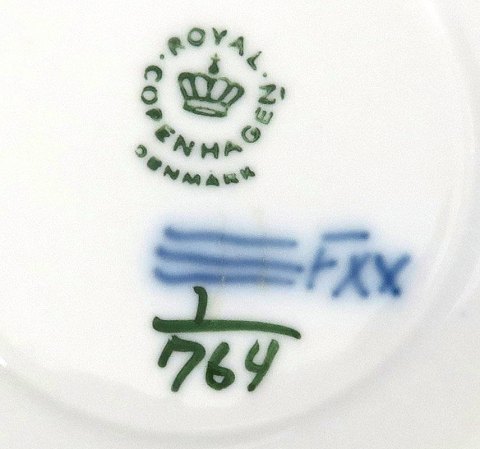 ROYAL
COPENHAGEN
DENMARK
FXX
1
764